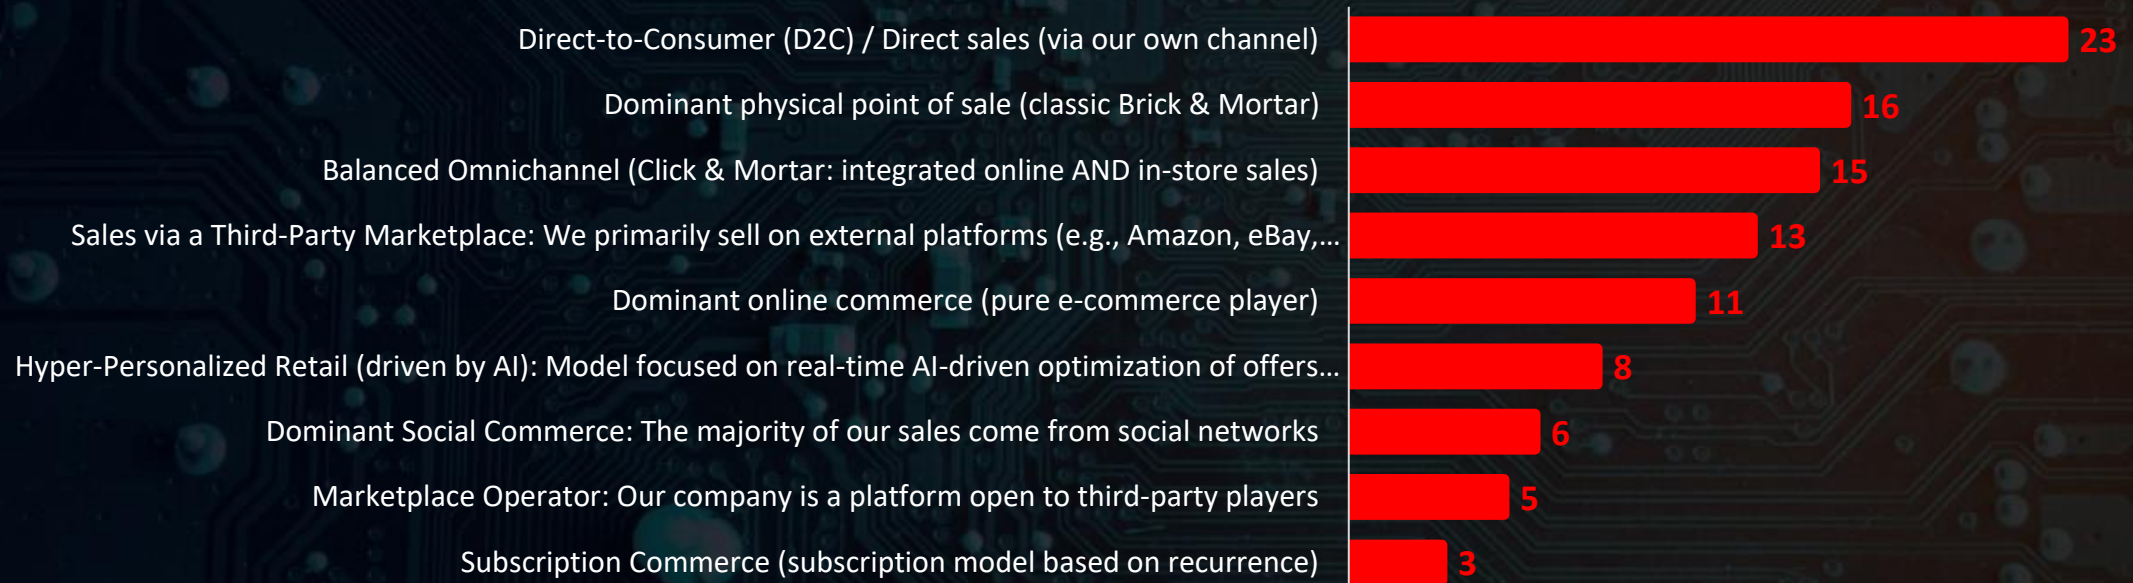 Direct-to-Consumer (D2C) / Direct sales (via our own channel) 23
Dominant physical point of sale (classic Brick & Mortar) 16
Balanced Omnichannel (Click & Mortar: integrated online AND in-store sales) 15
Sales via a Third-Party Marketplace: We primarily sell on external platforms (e.g., Amazon, eBay,... 13
Dominant online commerce (pure e-commerce player) 11
Hyper-Personalized Retail (driven by AI): Model focused on real-time AI-driven optimization of offers... 8
Dominant Social Commerce: The majority of our sales come from social networks 6
Marketplace Operator: Our company is a platform open to third-party players 5
Subscription Commerce (subscription model based on recurrence) 3